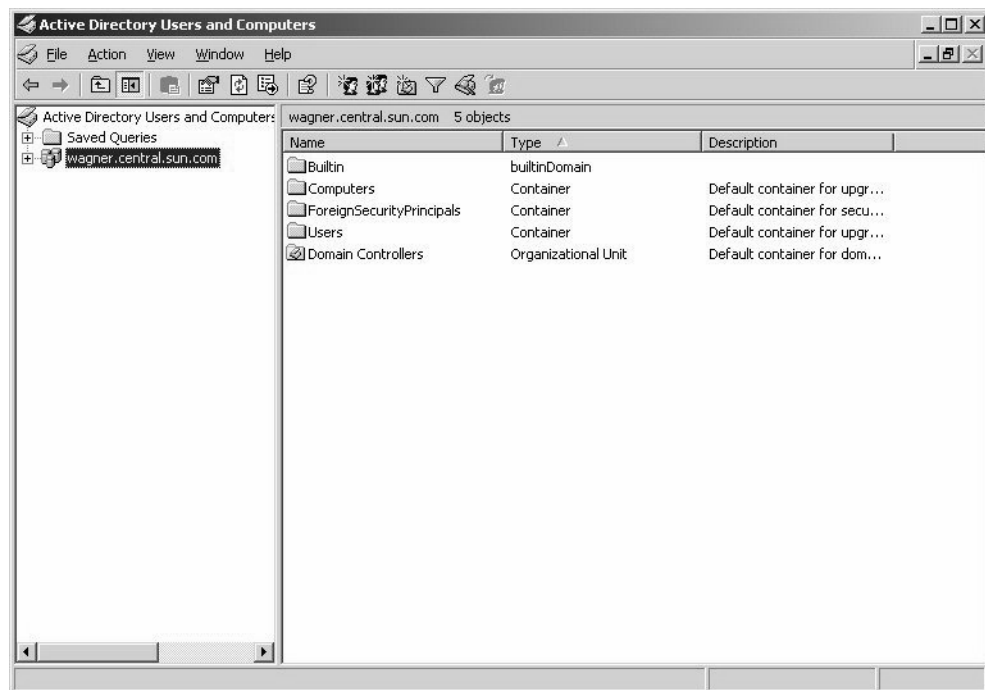 Active Directory Users and Computers
File Action View Window Help
Active Directory Users and Computers
Saved Queries
wagner.central.sun.com
wagner.central.sun.com 5 objects
Name Type Description
Builtin builtinDomain
Computers Container Default container for upgr...
ForeignSecurityPrincipals Container Default container for secu...
Users Container Default container for upgr...
Domain Controllers Organizational Unit Default container for dom...